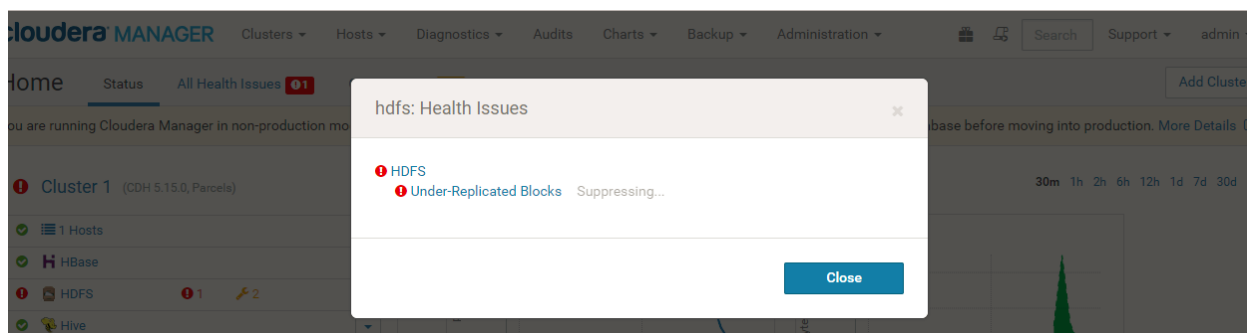 cloudera MANAGER Clusters Hosts Diagnostics Audits Charts Backup Administration Search Support admin
Home Status All Health Issues 1 Add Cluste
ou are running Cloudera Manager in non-production mo
base before moving into production. More Details
hdfs: Health Issues
HDFS
Under-Replicated Blocks Suppressing...
Close
Cluster 1 (CDH 5.15.0, Parcels)
30m 1h 2h 6h 12h 1d 7d 30d
1 Hosts
HBase
HDFS 1 2
Hive